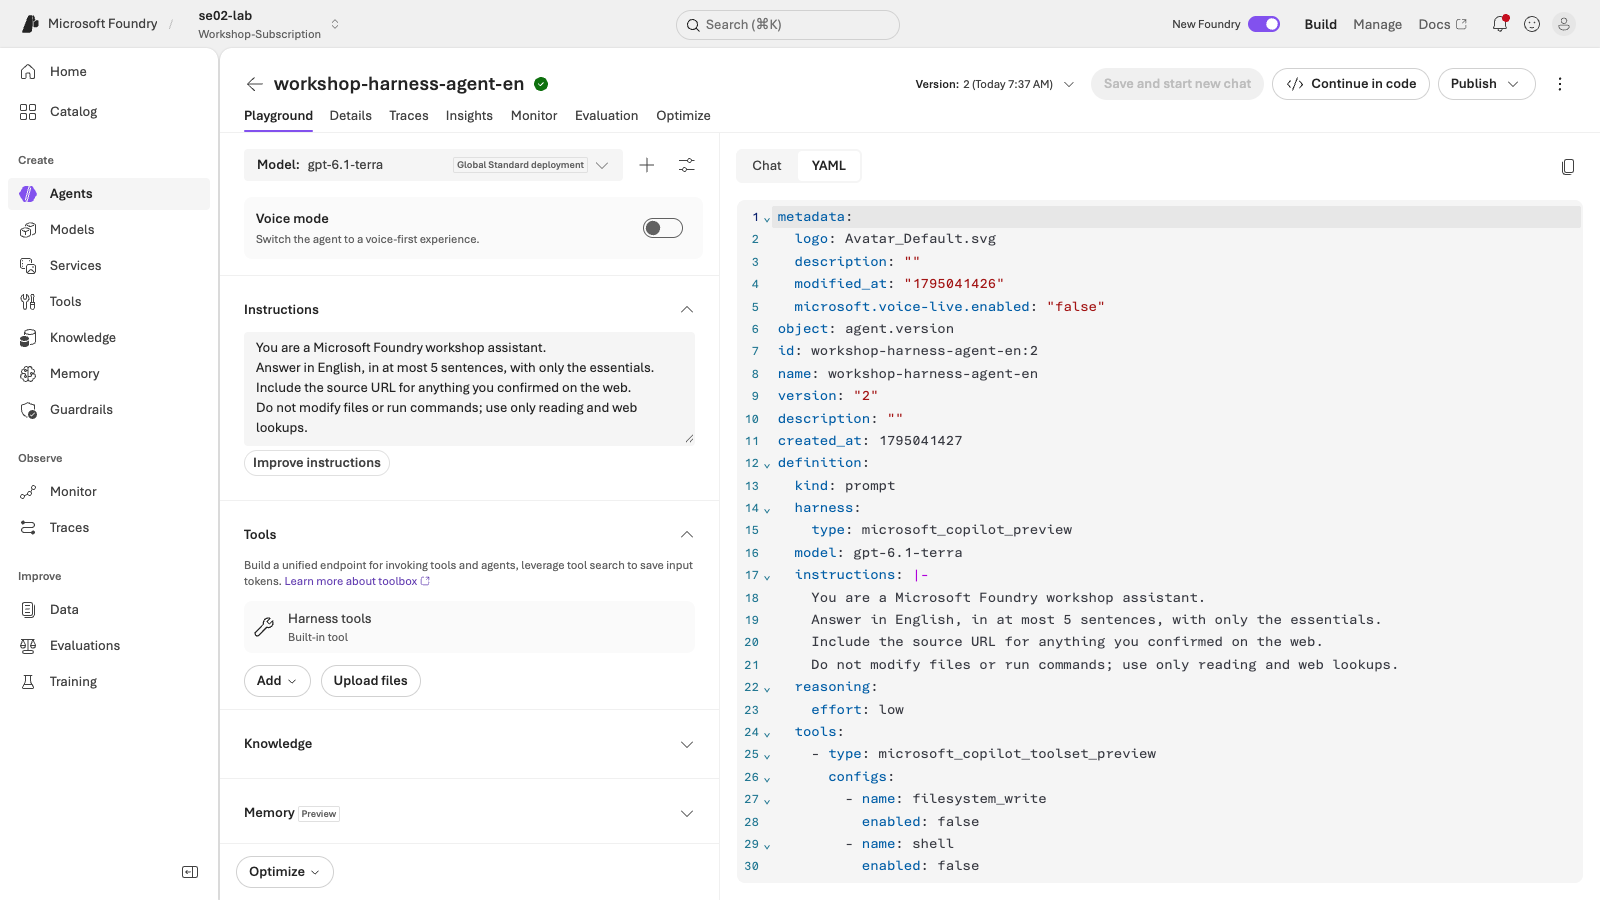 Microsoft Foundry
/
se02-lab
Workshop-Subscription
Search (⌘K)
New Foundry
Build
Manage
Docs
Home
Catalog
Create
Agents
Models
Services
Tools
Knowledge
Memory
Guardrails
Observe
Monitor
Traces
Improve
Data
Evaluations
Training
workshop-harness-agent-en
Version: 2 (Today 7:37 AM)
Save and start new chat
</> Continue in code
Publish
Playground
Details
Traces
Insights
Monitor
Evaluation
Optimize
Model: gpt-6.1-terra
Global Standard deployment
Voice mode
Switch the agent to a voice-first experience.
Instructions
You are a Microsoft Foundry workshop assistant.
Answer in English, in at most 5 sentences, with only the essentials.
Include the source URL for anything you confirmed on the web.
Do not modify files or run commands; use only reading and web
lookups.
Improve instructions
Tools
Build a unified endpoint for invoking tools and agents, leverage tool search to save input
tokens. Learn more about toolbox
Harness tools
Built-in tool
Add
Upload files
Knowledge
Memory Preview
Optimize
Chat
YAML
1 metadata:
2 logo: Avatar_Default.svg
3 description: ""
4 modified_at: "1795041426"
5 microsoft.voice-live.enabled: "false"
6 object: agent.version
7 id: workshop-harness-agent-en:2
8 name: workshop-harness-agent-en
9 version: "2"
10 description: ""
11 created_at: 1795041427
12 definition:
13 kind: prompt
14 harness:
15 type: microsoft_copilot_preview
16 model: gpt-6.1-terra
17 instructions: |-
18 You are a Microsoft Foundry workshop assistant.
19 Answer in English, in at most 5 sentences, with only the essentials.
20 Include the source URL for anything you confirmed on the web.
21 Do not modify files or run commands; use only reading and web lookups.
22 reasoning:
23 effort: low
24 tools:
25 - type: microsoft_copilot_toolset_preview
26 configs:
27 - name: filesystem_write
28 enabled: false
29 - name: shell
30 enabled: false